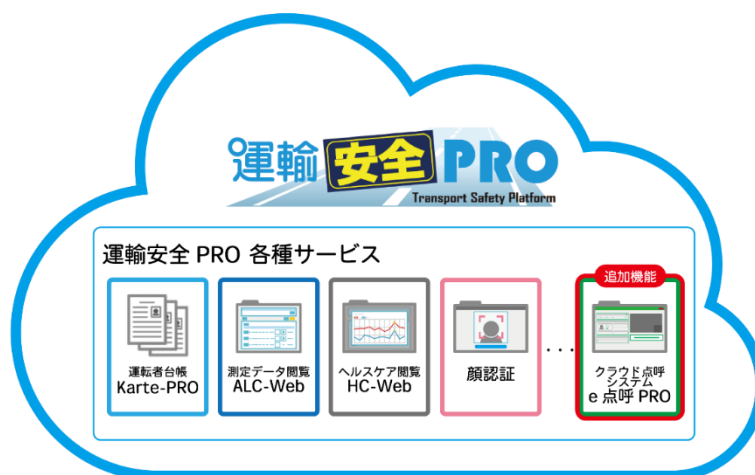 運輸安全PRO
Transport Safety Platform
運輸安全 PRO 各種サービス
運転者台帳
Karte-PRO
測定データ閲覧
ALC-Web
ヘルスケア閲覧
HC-Web
顔認証
・・・
追加機能
クラウド点呼
システム
e 点呼 PRO